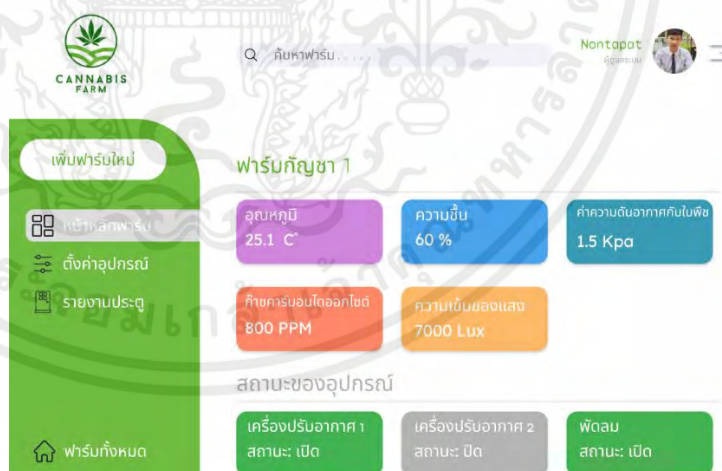 CANNABIS
FARM
ค้นหาฟาร์ม......
Nontapat
ผู้ดูแลระบบ
เพิ่มฟาร์มใหม่
หน้าหลักฟาร์ม
ตั้งค่าอุปกรณ์
รายงานประตู
ฟาร์มทั้งหมด
ฟาร์มกัญชา 1
อุณหภูมิ
25.1 C°
ความชื้น
60 %
ค่าความดันอากาศกับใบพืช
1.5 Kpa
ก๊าซคาร์บอนไดออกไซด์
800 PPM
ความเข้มของแสง
7000 Lux
สถานะของอุปกรณ์
เครื่องปรับอากาศ 1
สถานะ: เปิด
เครื่องปรับอากาศ 2
สถานะ: ปิด
พัดลม
สถานะ: เปิด